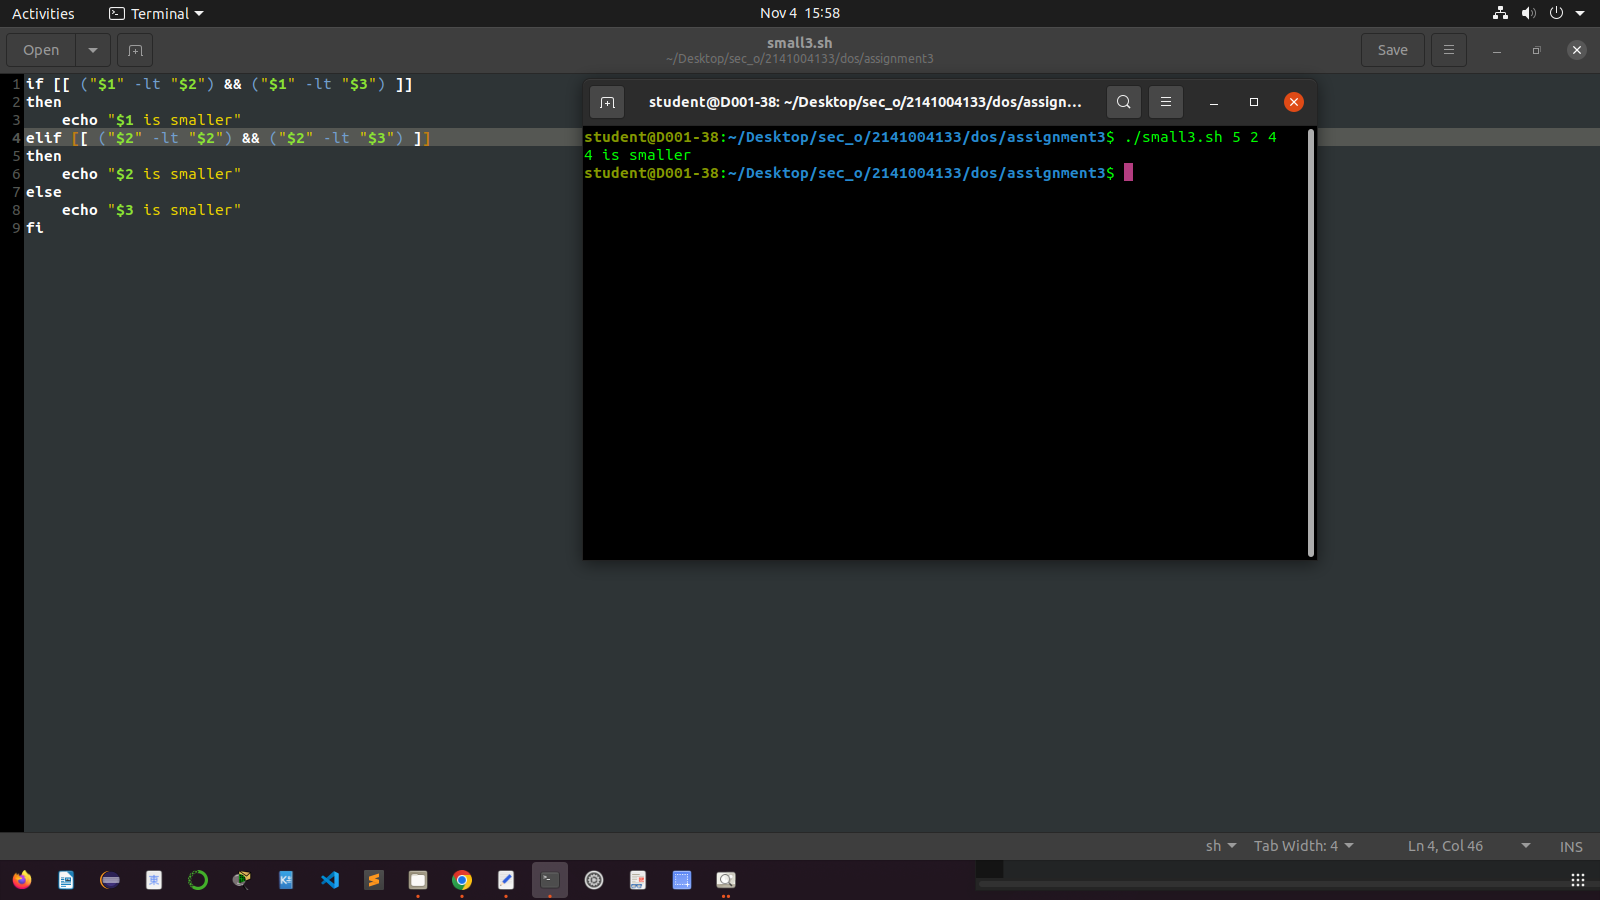 Activities
Terminal
Nov 4 15:58
Open
small3.sh
~/Desktop/sec_o/2141004133/dos/assignment3
Save
1 if [[ ("$1" -lt "$2") && ("$1" -lt "$3") ]]
2 then
3     echo "$1 is smaller"
4 elif [[ ("$2" -lt "$2") && ("$2" -lt "$3") ]]
5 then
6     echo "$2 is smaller"
7 else
8     echo "$3 is smaller"
9 fi
student@D001-38: ~/Desktop/sec_o/2141004133/dos/assign...
student@D001-38:~/Desktop/sec_o/2141004133/dos/assignment3$ ./small3.sh 5 2 4
4 is smaller
student@D001-38:~/Desktop/sec_o/2141004133/dos/assignment3$
sh
Tab Width: 4
Ln 4, Col 46
INS